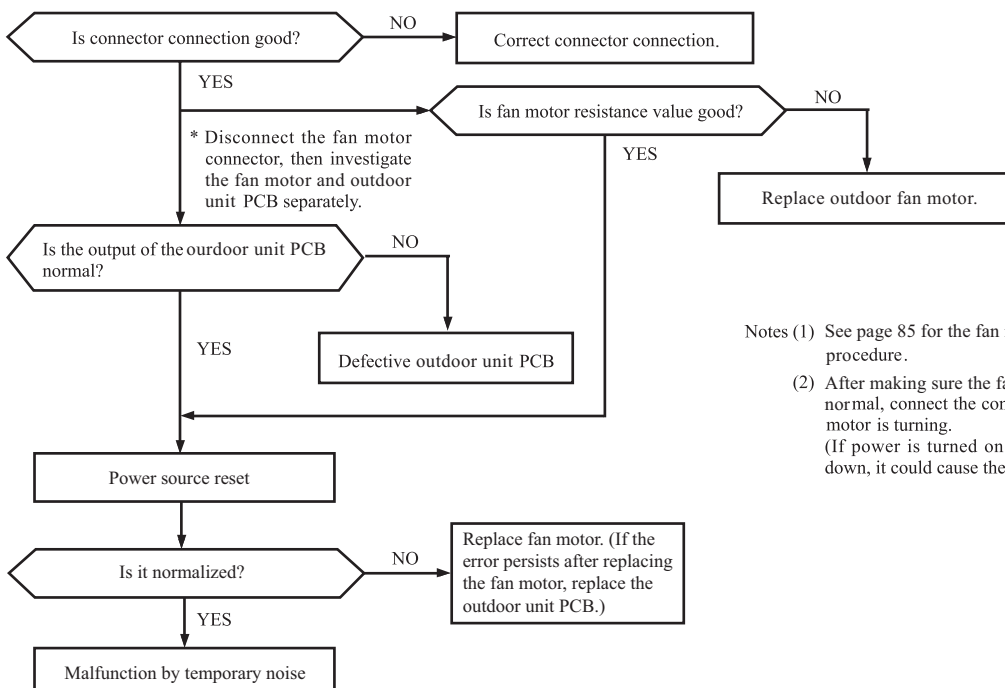 Is connector connection good?
NO
Correct connector connection.
YES
Is fan motor resistance value good?
NO
* Disconnect the fan motor
connector, then investigate
the fan motor and outdoor
unit PCB separately.
YES
Replace outdoor fan motor.
Is the output of the ourdoor unit PCB
normal?
NO
YES
Defective outdoor unit PCB
Notes (1) See page 85 for the fan
procedure.
(2) After making sure the
normal, connect the
motor is turning.
(If power is turned on
down, it could cause the
Power source reset
Is it normalized?
NO
Replace fan motor. (If the
error persists after replacing
the fan motor, replace the
outdoor unit PCB.)
YES
Malfunction by temporary noise